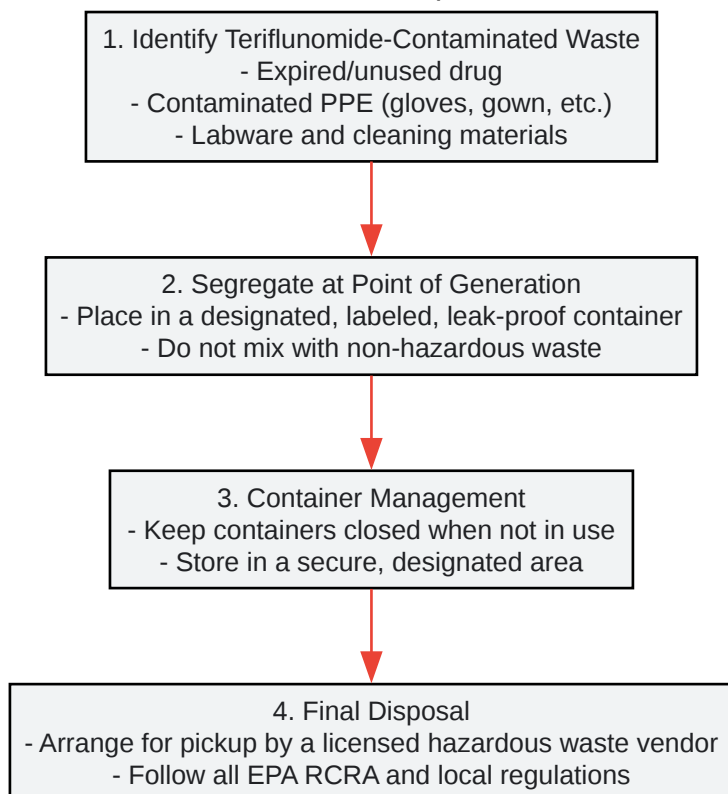 1. Identify Teriflunomide-Contaminated Waste
- Expired/unused drug
- Contaminated PPE (gloves, gown, etc.)
- Labware and cleaning materials
2. Segregate at Point of Generation
- Place in a designated, labeled, leak-proof container
- Do not mix with non-hazardous waste
3. Container Management
- Keep containers closed when not in use
- Store in a secure, designated area
4. Final Disposal
- Arrange for pickup by a licensed hazardous waste vendor
- Follow all EPA RCRA and local regulations